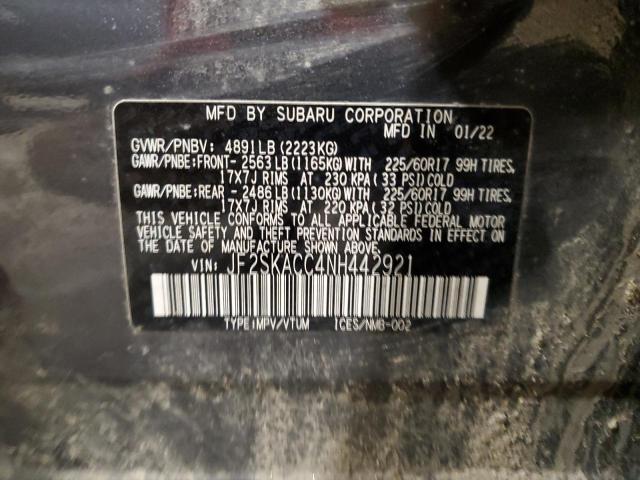 MFD BY SUBARU CORPORATION
MFD IN 01/22
GVWR/PNBV: 4891LB(2223KG)
GAWR/PNBE:FRONT- 2563LB(1165KG)WITH 225/60R17 99H TIRES,
17X7J RIMS AT 230 KPA(33 PSI)COLD
GAWR/PNBE:REAR - 2486LB(1130KG)WITH 225/60R17 99H TIRES,
17X7J RIMS AT 220 KPA(32 PSI)COLD
THIS VEHICLE CONFORMS TO ALL APPLICABLE FEDERAL MOTOR
VEHICLE SAFETY AND THEFT PREVENTION STANDARDS IN EFFECT ON
THE DATE OF MANUFACTURE SHOWN ABOVE.
VIN: JF2SKACC4NH442921
TYPE:MPV/VTUM ICES/NMB-002